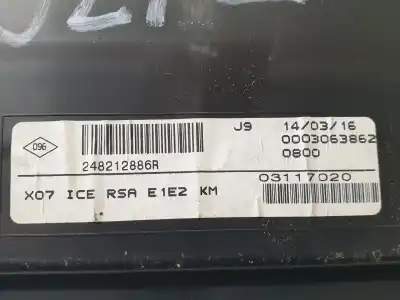 D96
248212886R
J9 14/03/16
0003063862
0800
X07 ICE RSA E1E2 KM
03117020